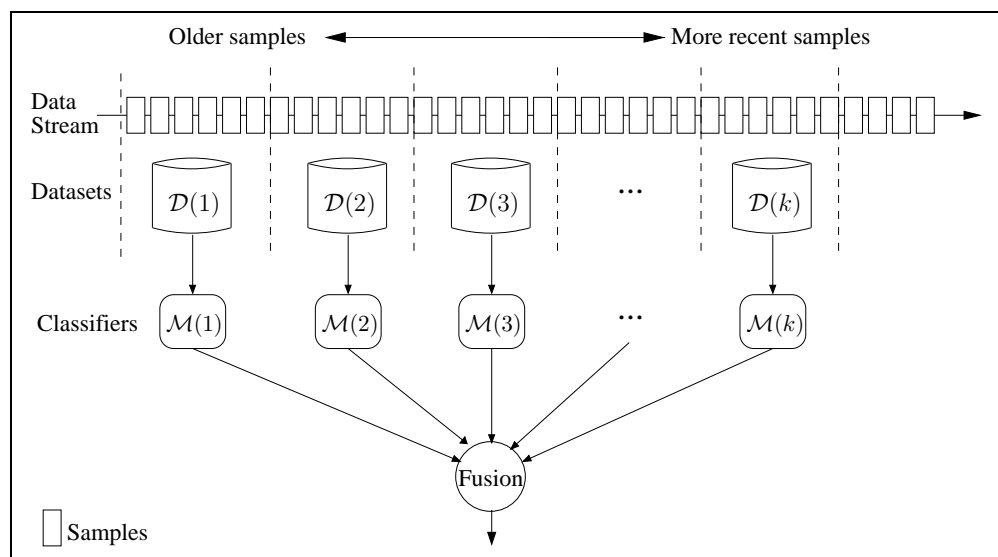 Older samples More recent samples
Data
Stream
Datasets 𝒟(1) 𝒟(2) 𝒟(3) ... 𝒟(k)
Classifiers ℳ(1) ℳ(2) ℳ(3) ... ℳ(k)
Fusion
Samples